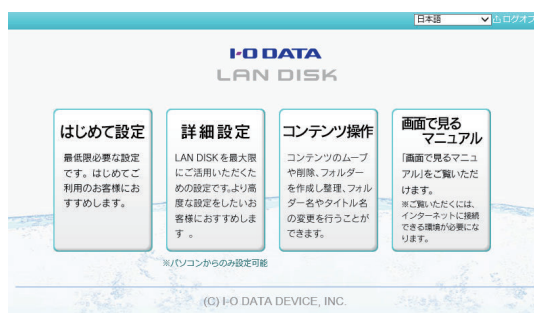 日本語 ログオフ
I-O DATA
LAN DISK
はじめて設定
最低限必要な設定
です。はじめてご
利用のお客様にお
すすめします。
詳細設定
LAN DISKを最大限
にご活用いただくた
めの設定です。より高
度な設定をしたいお
客様におすすめしま
す 。
※パソコンからのみ設定可能
コンテンツ操作
コンテンツのムーブ
や削除、フォルダー
を作成し整理、フォル
ダー名やタイトル名
の変更を行うことが
できます。
画面で見る
マニュアル
「画面で見るマニュ
アル」をご覧いただ
けます。
※ご覧いただくには、
インターネットに接続
できる環境が必要にな
ります。
(C) I-O DATA DEVICE, INC.